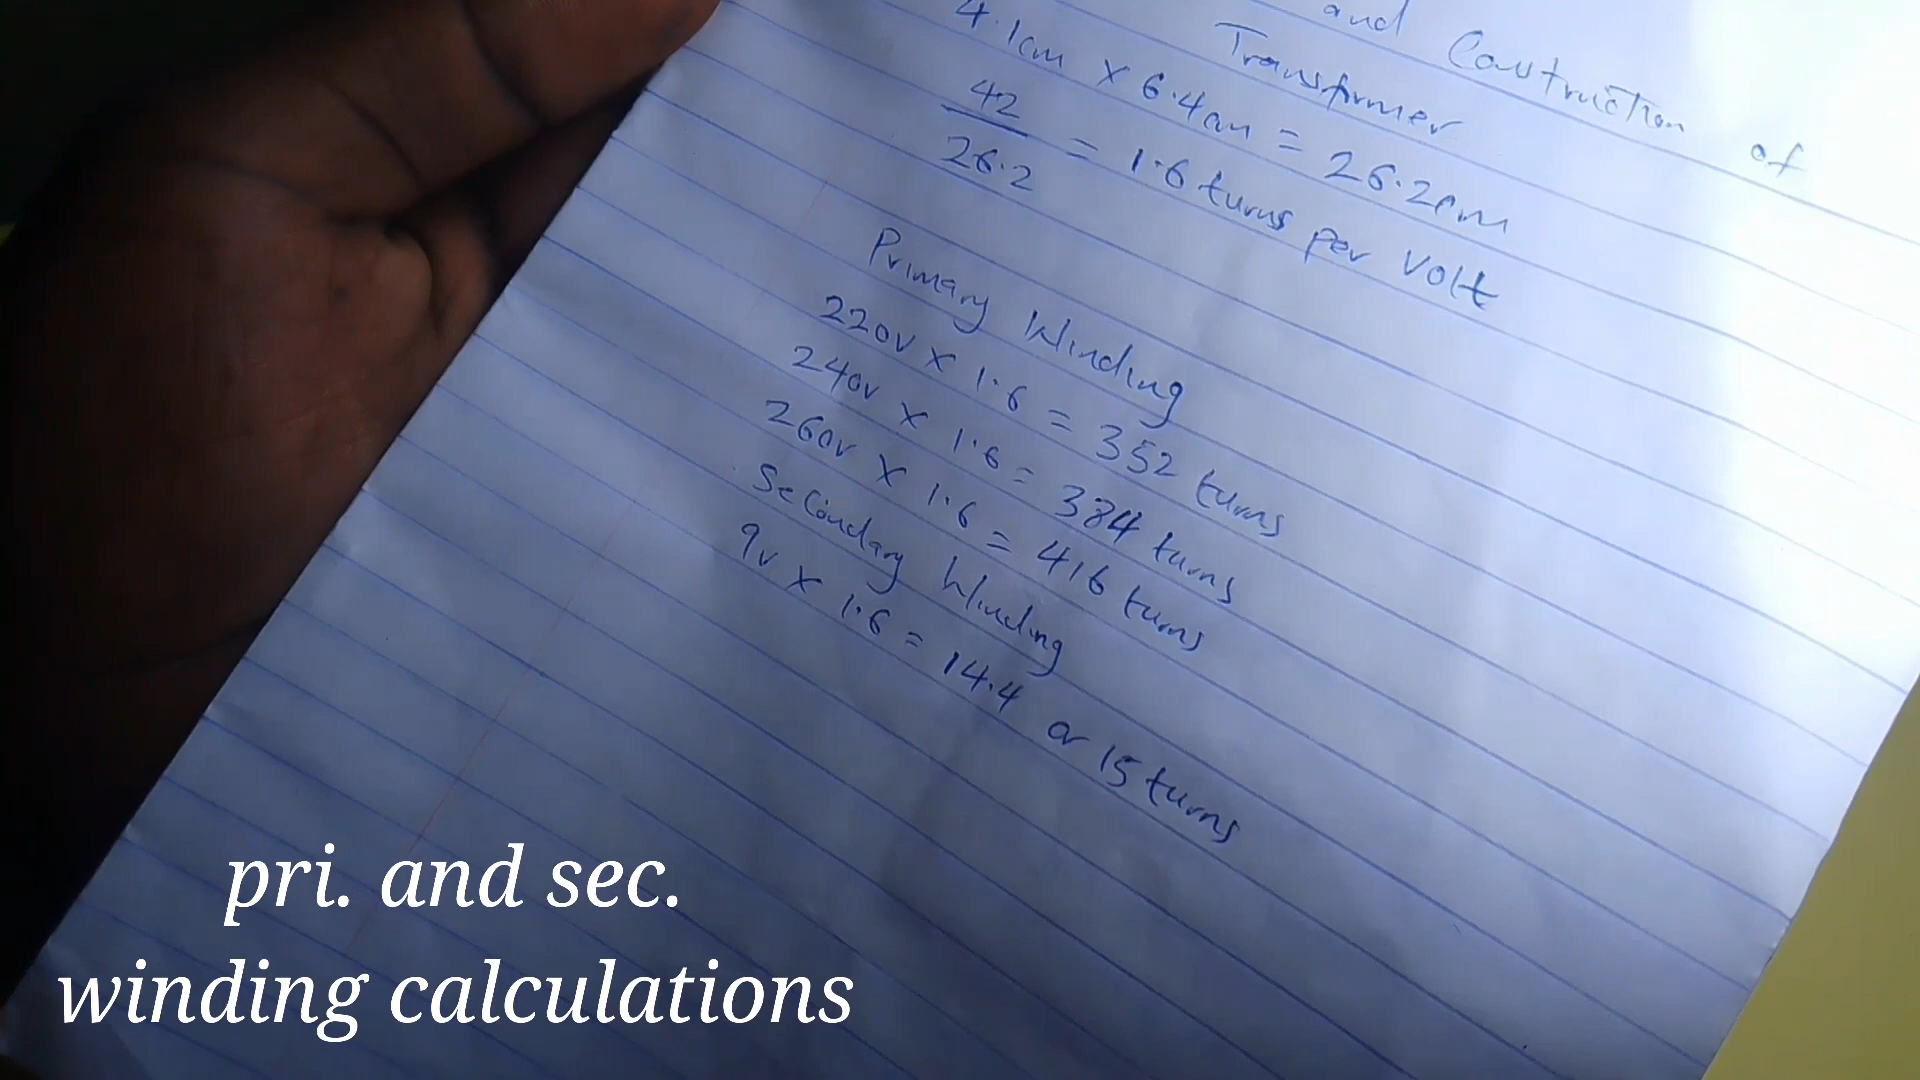 and Construction of
Transformer
4.1cm x 6.4cm = 26.2cm
42
26.2
= 1.6 turns per volt
Primary Winding
220v x 1.6 = 352 turns
240v x 1.6 = 384 turns
260v x 1.6 = 416 turns
Secondary Winding
9v x 1.6 = 14.4 or 15 turns
pri. and sec.
winding calculations